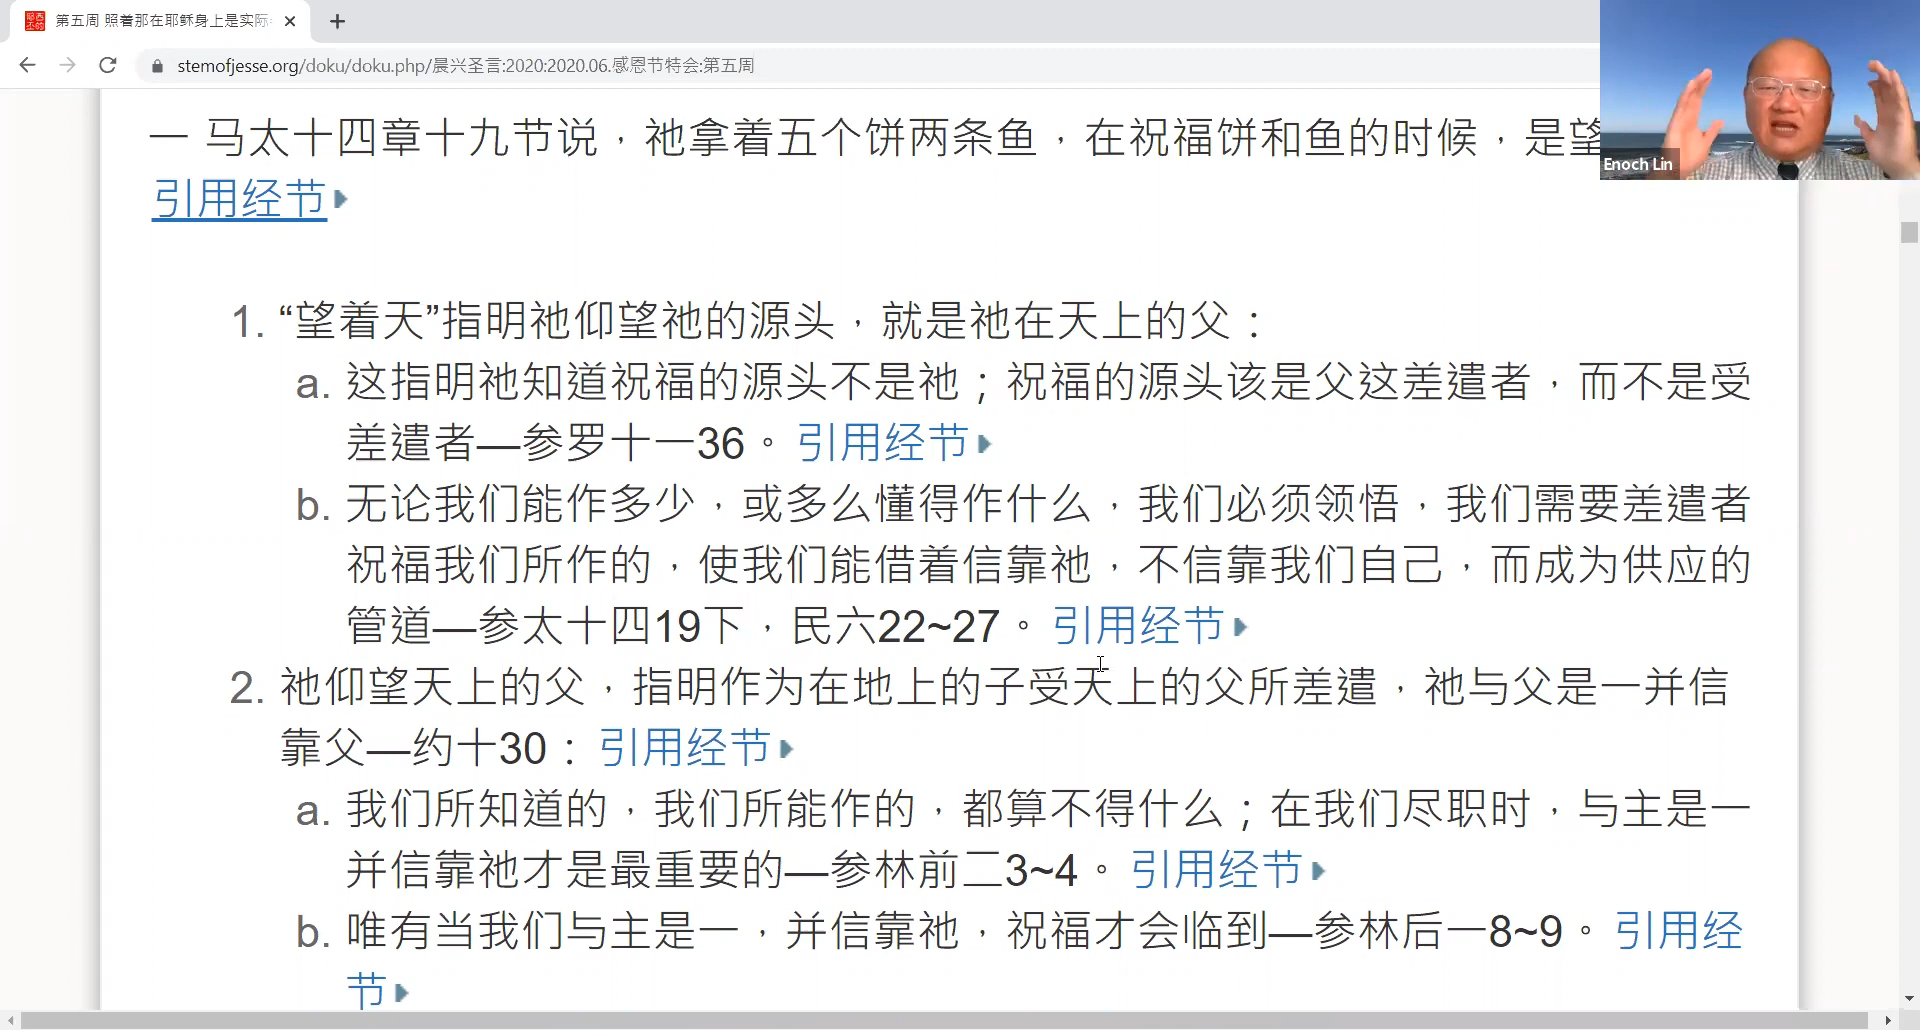 第五周 照着那在耶稣身上是实际
stemofjesse.org/doku/doku.php/晨兴圣言:2020:2020.06.感恩节特会:第五周
Enoch Lin
一 马太十四章十九节说，祂拿着五个饼两条鱼，在祝福饼和鱼的时候，是望
引用经节
1. “望着天”指明祂仰望祂的源头，就是祂在天上的父：
a. 这指明祂知道祝福的源头不是祂；祝福的源头该是父这差遣者，而不是受
差遣者—参罗十一36。引用经节
b. 无论我们能作多少，或多么懂得作什么，我们必须领悟，我们需要差遣者
祝福我们所作的，使我们能借着信靠祂，不信靠我们自己，而成为供应的
管道—参太十四19下，民六22~27。引用经节
2. 祂仰望天上的父，指明作为在地上的子受天上的父所差遣，祂与父是一并信
靠父—约十30：引用经节
a. 我们所知道的，我们所能作的，都算不得什么；在我们尽职时，与主是一
并信靠祂才是最重要的—参林前二3~4。引用经节
b. 唯有当我们与主是一，并信靠祂，祝福才会临到—参林后一8~9。引用经
节